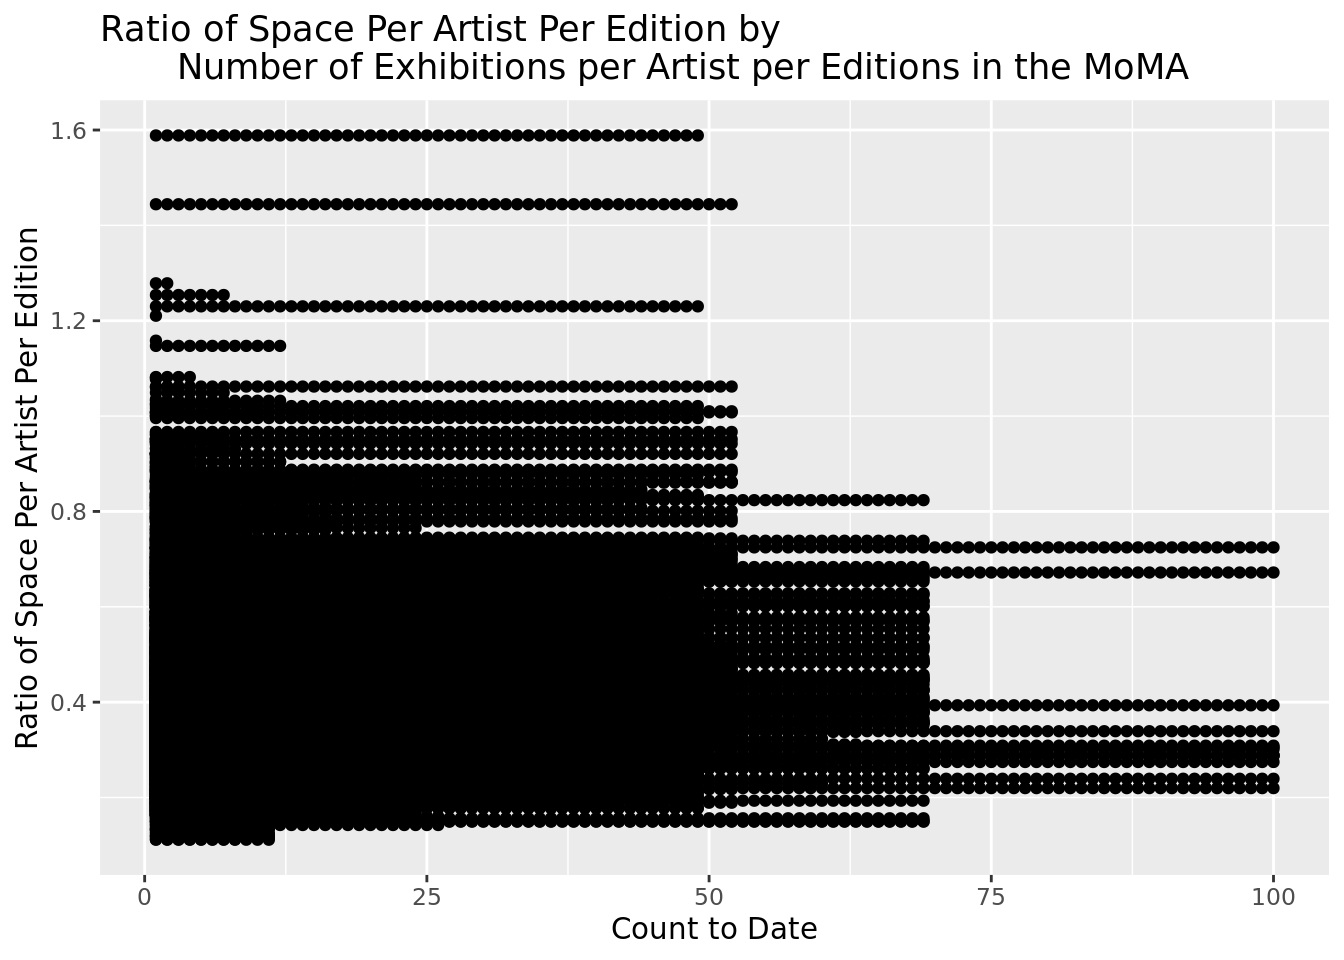 Ratio of Space Per Artist Per Edition by
Number of Exhibitions per Artist per Editions in the MoMA
Ratio of Space Per Artist Per Edition
1.6
1.2
0.8
0.4
0 25 50 75 100
Count to Date